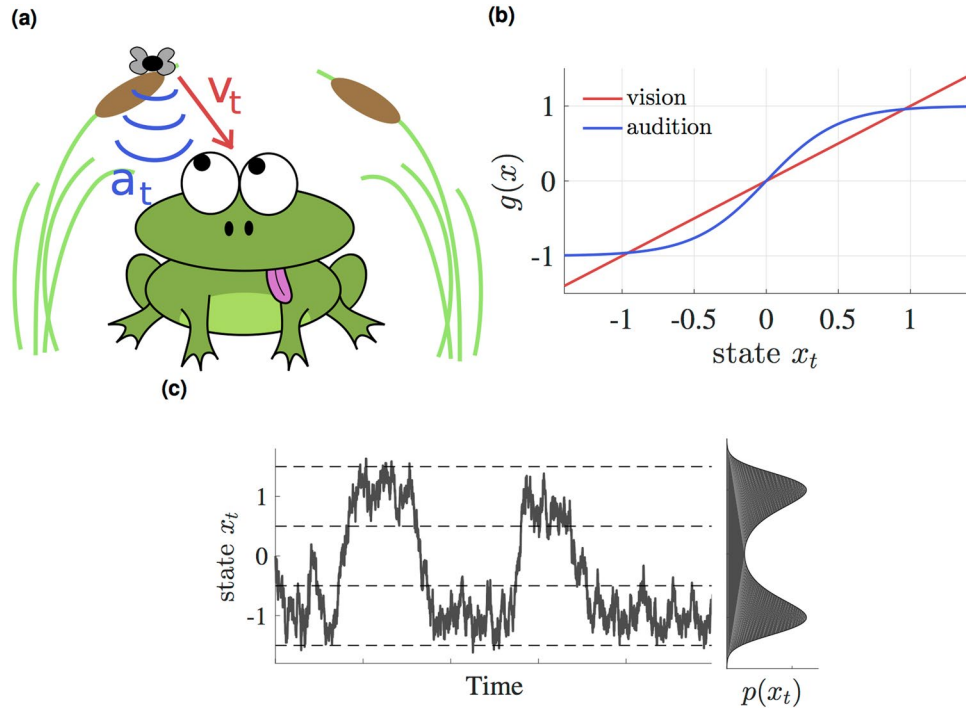 (a)
v_t
a_t
(b)
vision
audition
1
0
-1
g(x)
-1
-0.5
0
0.5
1
state x_t
(c)
1
0
-1
state x_t
Time
p(x_t)